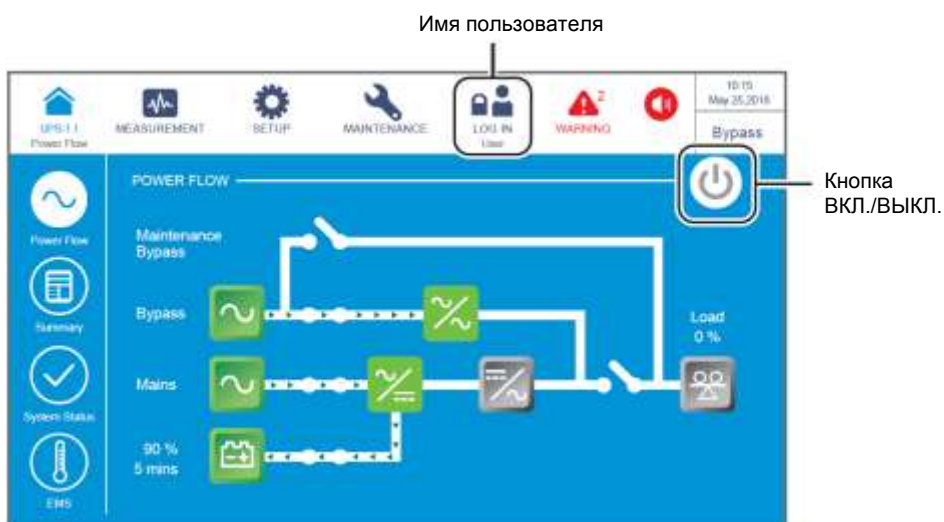 Имя пользователя
10:15
May 25,2018
UPS-1.1
Power Flow
MEASUREMENT
SETUP
MAINTENANCE
LOG IN
User
WARNING
2
Bypass
POWER FLOW
Кнопка
ВКЛ./ВЫКЛ.
Power Flow
Maintenance
Bypass
Summary
Bypass
Load
0 %
Mains
System Status
90 %
5 mins
EMS